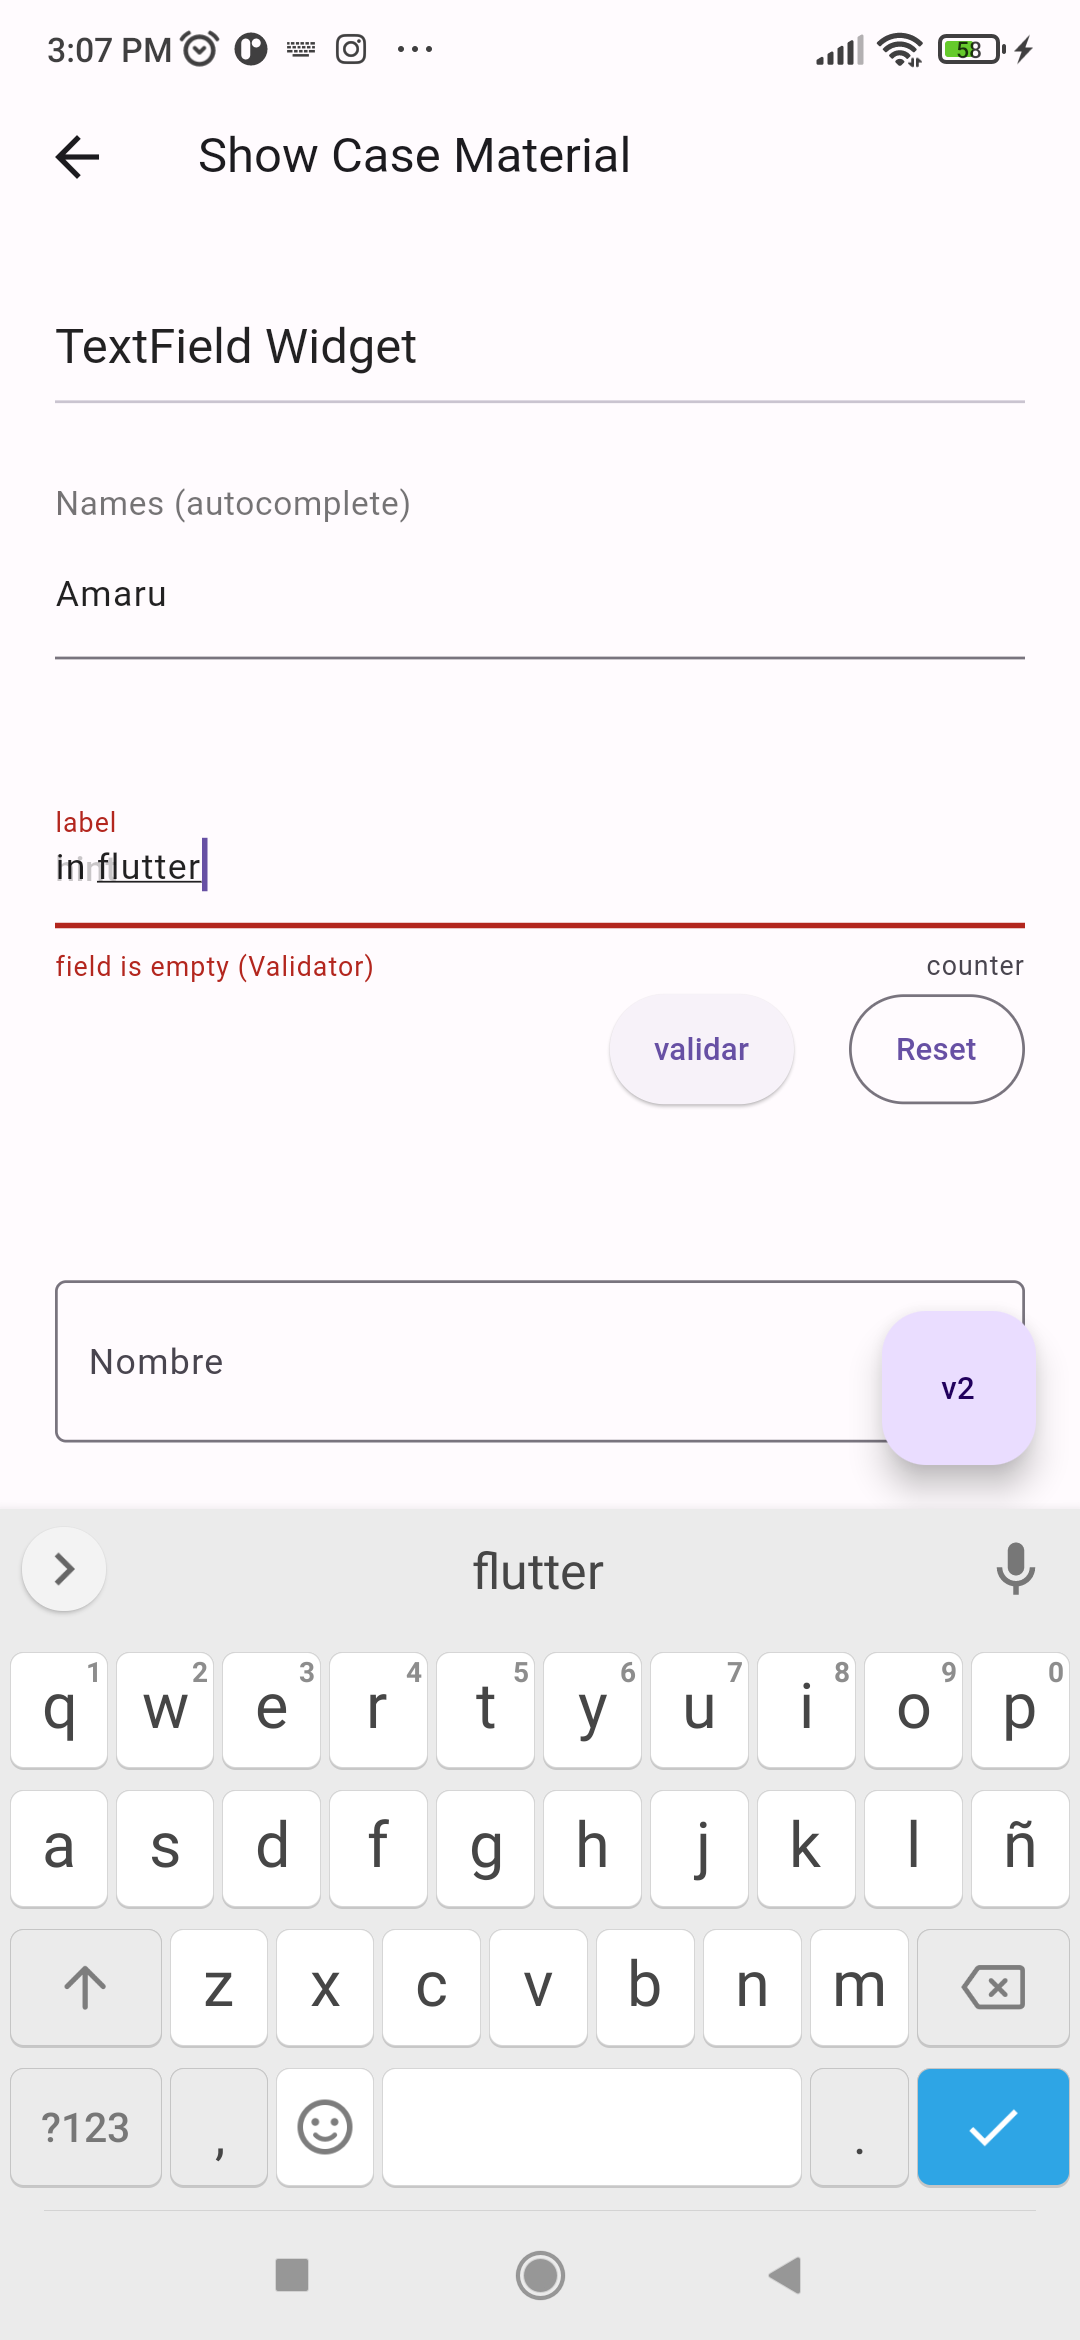 3:07 PM 58
Show Case Material
TextField Widget
Names (autocomplete)
Amaru
label
in flutter
field is empty (Validator) counter
validar Reset
Nombre
v2
flutter
q 1 w 2 e 3 r 4 t 5 y 6 u 7 i 8 o 9 p 0
a s d f g h j k l ñ
z x c v b n m
?123 , .